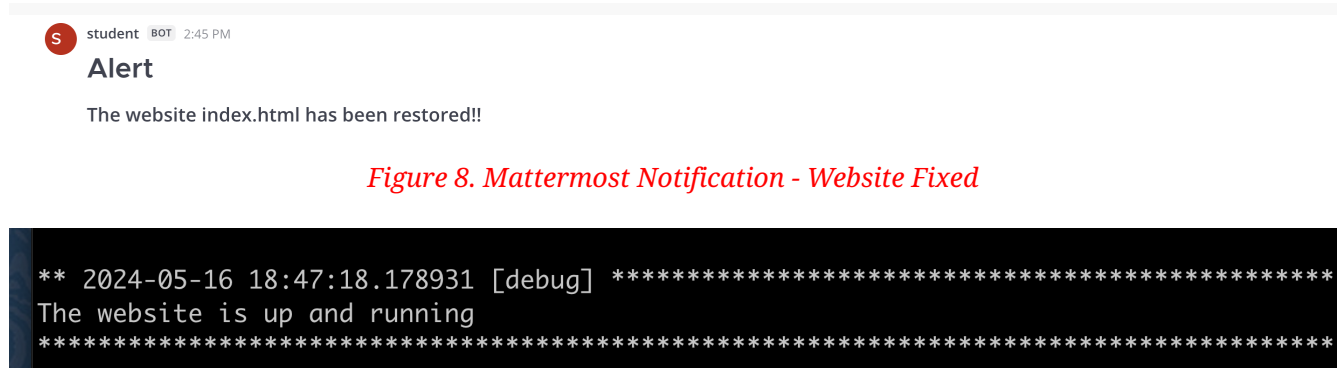 S
student BOT 2:45 PM
Alert
The website index.html has been restored!!
Figure 8. Mattermost Notification - Website Fixed
** 2024-05-16 18:47:18.178931 [debug] ************************************************
The website is up and running
**************************************************************************************